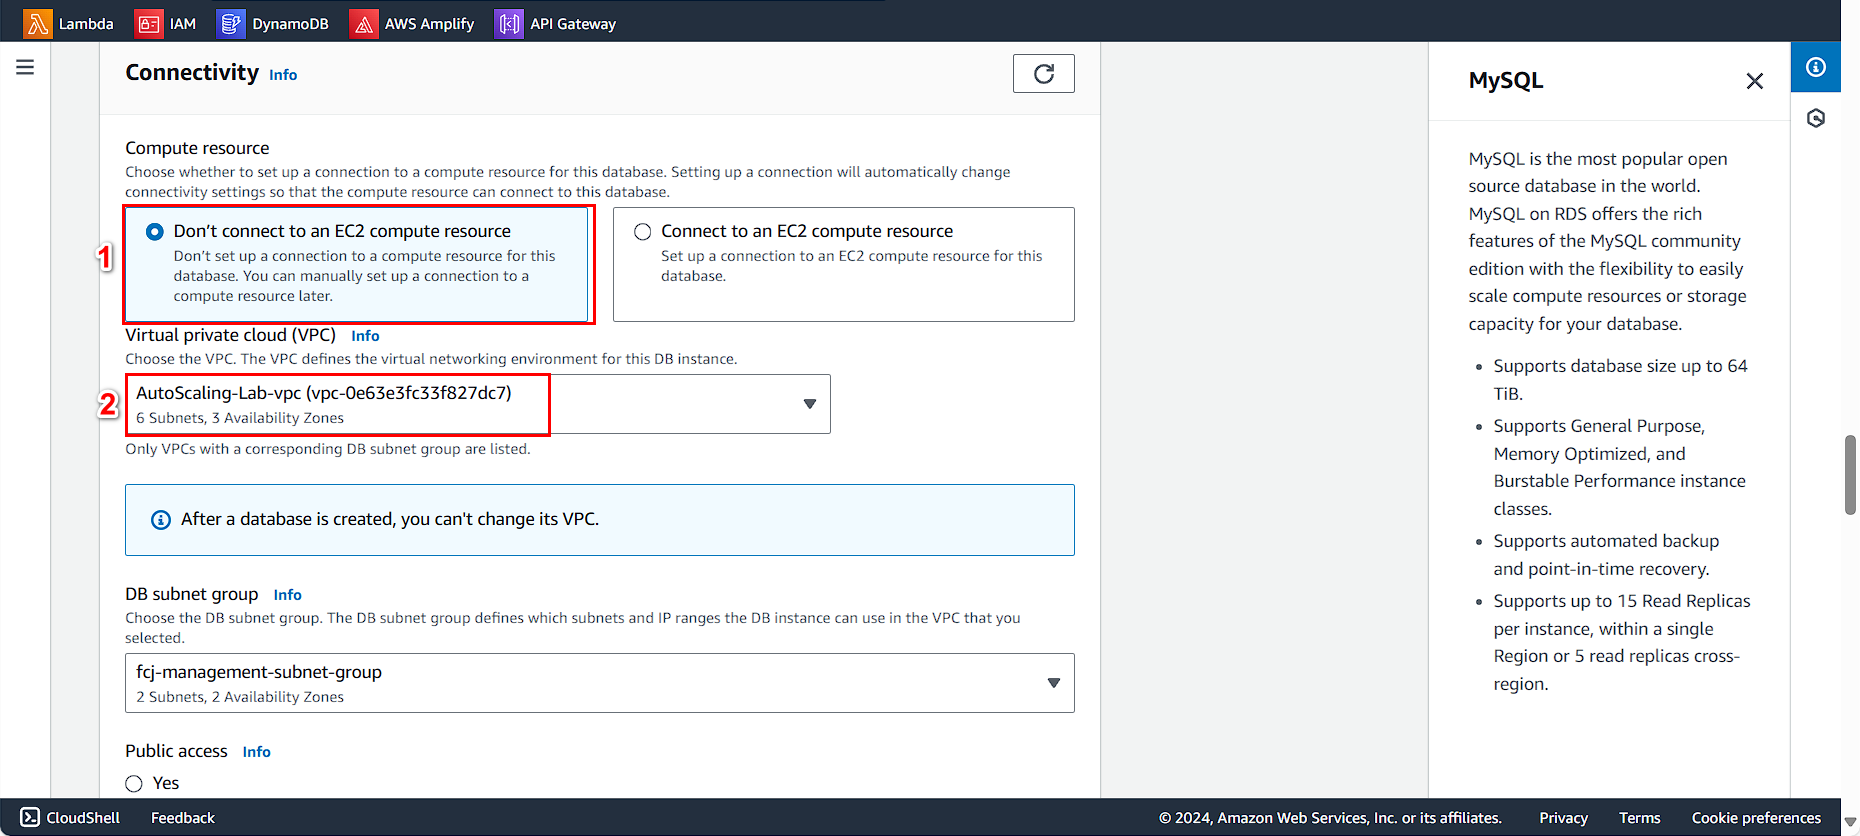 Lambda IAM DynamoDB AWS Amplify API Gateway
Connectivity Info
Compute resource
Choose whether to set up a connection to a compute resource for this database. Setting up a connection will automatically change
connectivity settings so that the compute resource can connect to this database.
1
Don't connect to an EC2 compute resource
Don't set up a connection to a compute resource for this
database. You can manually set up a connection to a
compute resource later.
Connect to an EC2 compute resource
Set up a connection to an EC2 compute resource for this
database.
Virtual private cloud (VPC) Info
Choose the VPC. The VPC defines the virtual networking environment for this DB instance.
2
AutoScaling-Lab-vpc (vpc-0e63e3fc33f827dc7)
6 Subnets, 3 Availability Zones
Only VPCs with a corresponding DB subnet group are listed.
After a database is created, you can't change its VPC.
DB subnet group Info
Choose the DB subnet group. The DB subnet group defines which subnets and IP ranges the DB instance can use in the VPC that you
selected.
fcj-management-subnet-group
2 Subnets, 2 Availability Zones
Public access Info
Yes
MySQL
MySQL is the most popular open
source database in the world.
MySQL on RDS offers the rich
features of the MySQL community
edition with the flexibility to easily
scale compute resources or storage
capacity for your database.
• Supports database size up to 64
TiB.
• Supports General Purpose,
Memory Optimized, and
Burstable Performance instance
classes.
• Supports automated backup
and point-in-time recovery.
• Supports up to 15 Read Replicas
per instance, within a single
Region or 5 read replicas cross-
region.
CloudShell Feedback © 2024, Amazon Web Services, Inc. or its affiliates. Privacy Terms Cookie preferences